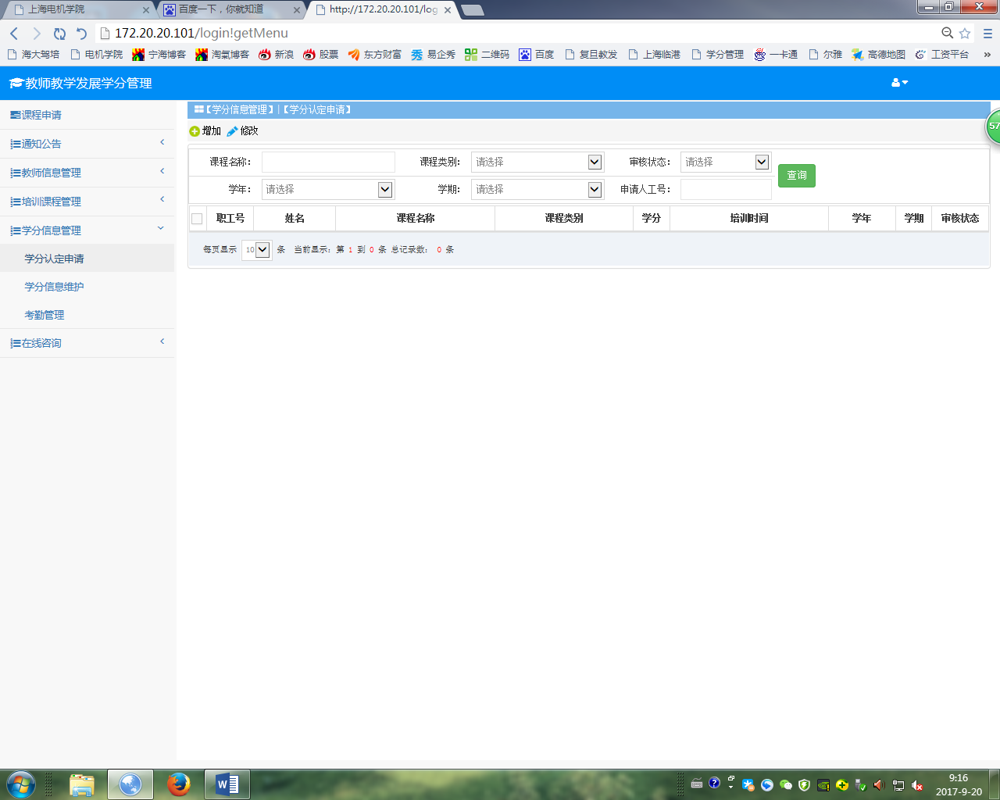 上海电机学院 百度一下，你就知道 http://172.20.20.101/log
172.20.20.101/login!getMenu
海大驾培 电机学院 宁海博客 淘氣博客 新浪 股票 东方财富 易企秀 二维码 百度 复旦教发 上海临港 学分管理 一卡通 尔雅 高德地图 工资平台 »
教师教学发展学分管理
课程申请
通知公告
教师信息管理
培训课程管理
学分信息管理
学分认定申请
学分信息维护
考勤管理
在线咨询
【学分信息管理】|【学分认定申请】
增加 修改
课程名称： 课程类别： 请选择 审核状态： 请选择
学年： 请选择 学期： 请选择 申请人工号：
查询
职工号 姓名 课程名称 课程类别 学分 培训时间 学年 学期 审核状态
每页显示 10 条 当前显示：第 1 到 0 条 总记录数： 0 条
57
9:16
2017-9-20